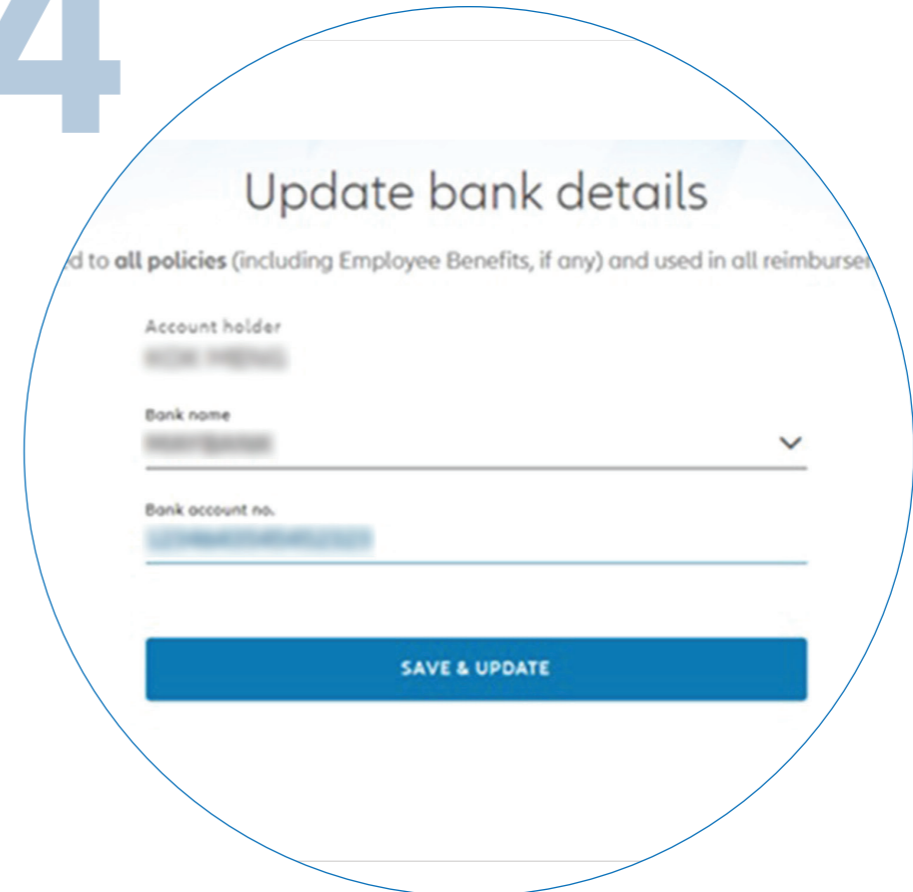 4
Update bank details
d to all policies (including Employee Benefits, if any) and used in all reimburse
Account holder
Bank name
Bank account no.
SAVE & UPDATE